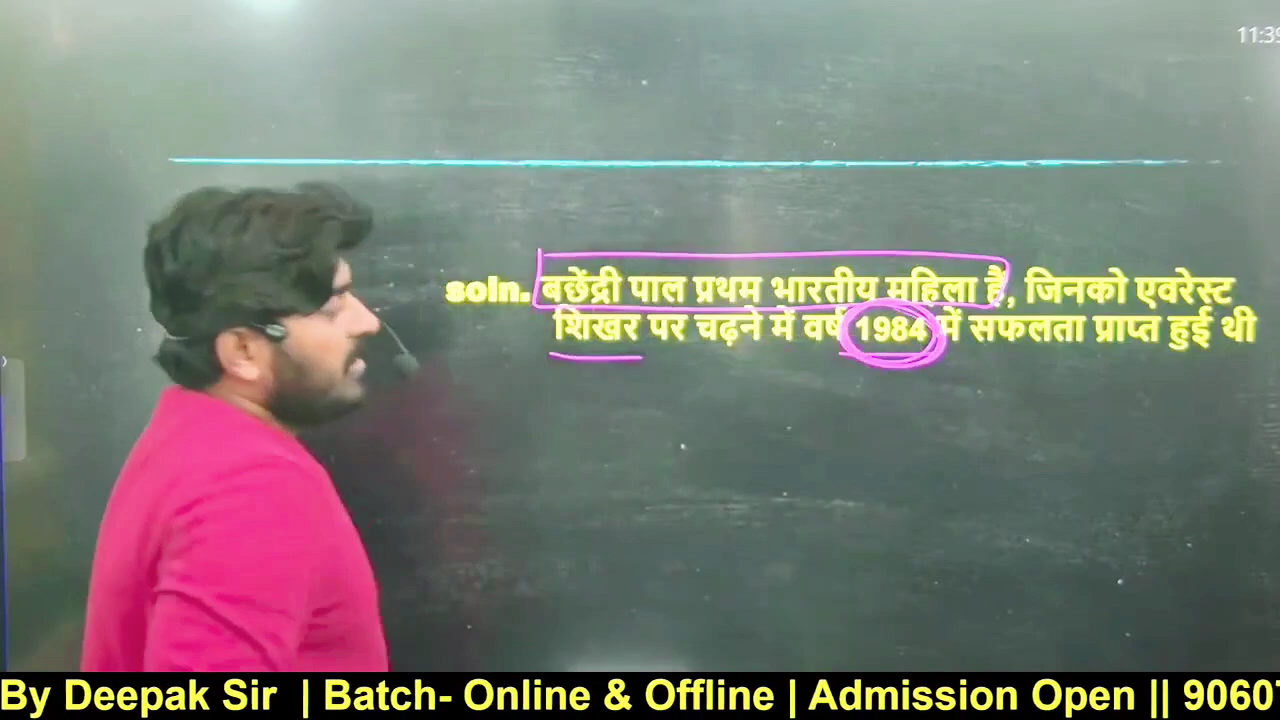 11:39
soln. बछेंद्री पाल प्रथम भारतीय महिला हैं, जिनको एवरेस्ट
शिखर पर चढ़ने में वर्ष 1984 में सफलता प्राप्त हुई थी
By Deepak Sir | Batch- Online & Offline | Admission Open || 90607